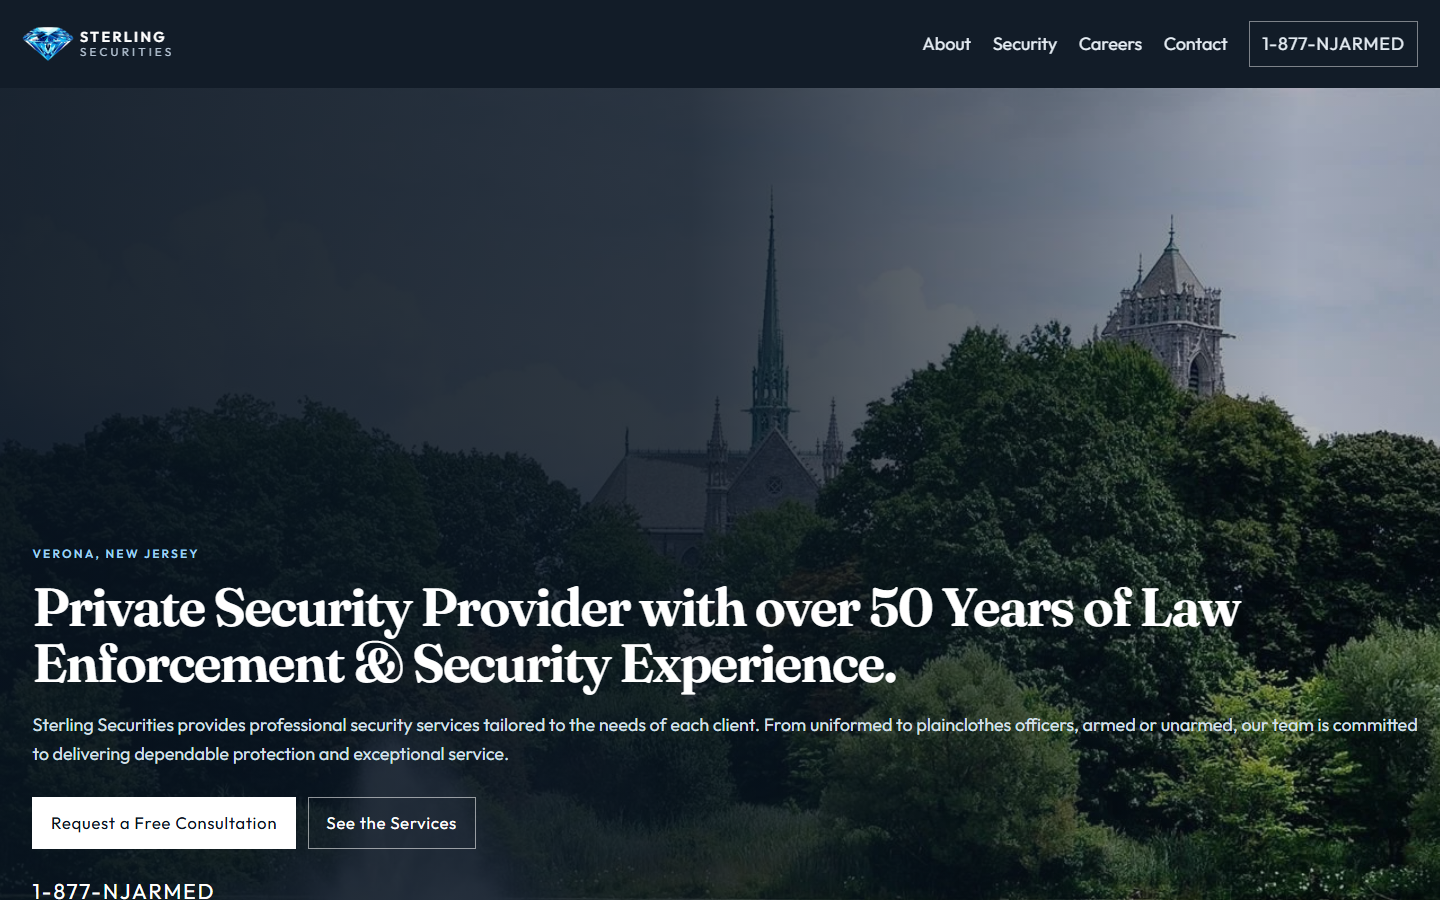 STERLING
SECURITIES
About
Security
Careers
Contact
1-877-NJARMED
VERONA, NEW JERSEY
Private Security Provider with over 50 Years of Law
Enforcement & Security Experience.
Sterling Securities provides professional security services tailored to the needs of each client. From uniformed to plainclothes officers, armed or unarmed, our team is committed
to delivering dependable protection and exceptional service.
Request a Free Consultation
See the Services
1-877-NJARMED